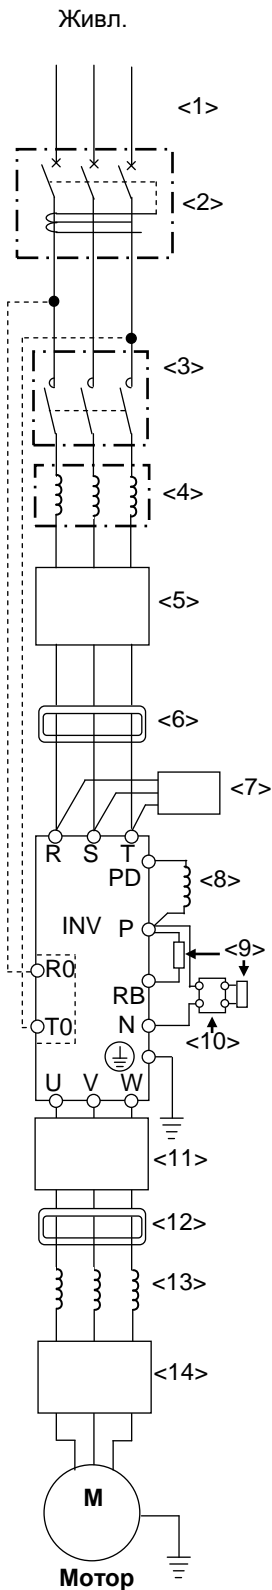 Живл.
<1>
<2>
<3>
<4>
<5>
<6>
<7>
R S T
PD
<8>
INV P
<9>
R0
RB
<10>
T0
N
U V W
<11>
<12>
<13>
<14>
M
Мотор